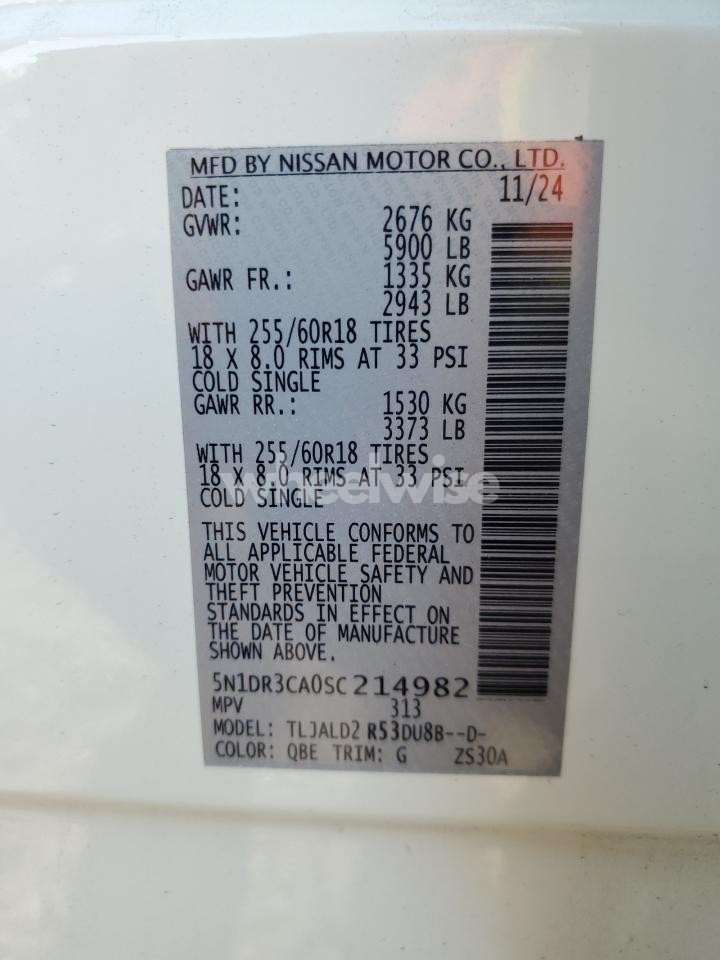 MFD BY NISSAN MOTOR CO., LTD.
DATE: 11/24
GVWR: 2676 KG
5900 LB
GAWR FR.: 1335 KG
2943 LB
WITH 255/60R18 TIRES
18 X 8.0 RIMS AT 33 PSI
COLD SINGLE
GAWR RR.: 1530 KG
3373 LB
WITH 255/60R18 TIRES
18 X 8.0 RIMS AT 33 PSI
COLD SINGLE
wheelwise
THIS VEHICLE CONFORMS TO
ALL APPLICABLE FEDERAL
MOTOR VEHICLE SAFETY AND
THEFT PREVENTION
STANDARDS IN EFFECT ON
THE DATE OF MANUFACTURE
SHOWN ABOVE.
5N1DR3CA0SC214982
MPV 313
MODEL: TLJALD2 R53DU8B--D-
COLOR: QBE TRIM: G ZS30A